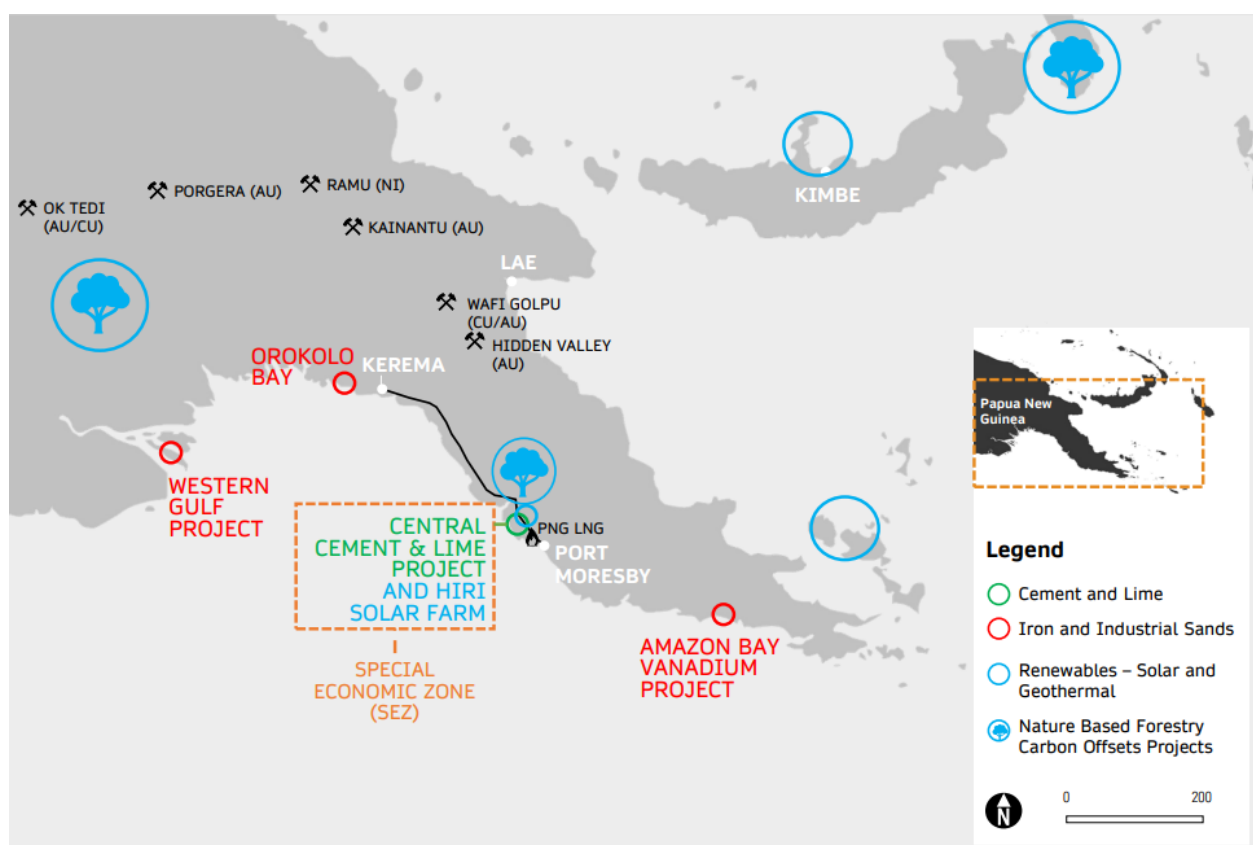 OK TEDI
(AU/CU)
PORGERA (AU)
RAMU (NI)
KAINANTU (AU)
KIMBE
LAE
WAFI GOLPU
(CU/AU)
HIDDEN VALLEY
(AU)
OROKOLO
BAY
KEREMA
WESTERN
GULF
PROJECT
CENTRAL
CEMENT & LIME
PROJECT
AND HIRI
SOLAR FARM
SPECIAL
ECONOMIC ZONE
(SEZ)
PNG LNG
PORT
MORESBY
AMAZON BAY
VANADIUM
PROJECT
Papua New
Guinea
Legend
Cement and Lime
Iron and Industrial Sands
Renewables – Solar and
Geothermal
Nature Based Forestry
Carbon Offsets Projects
N
0 200